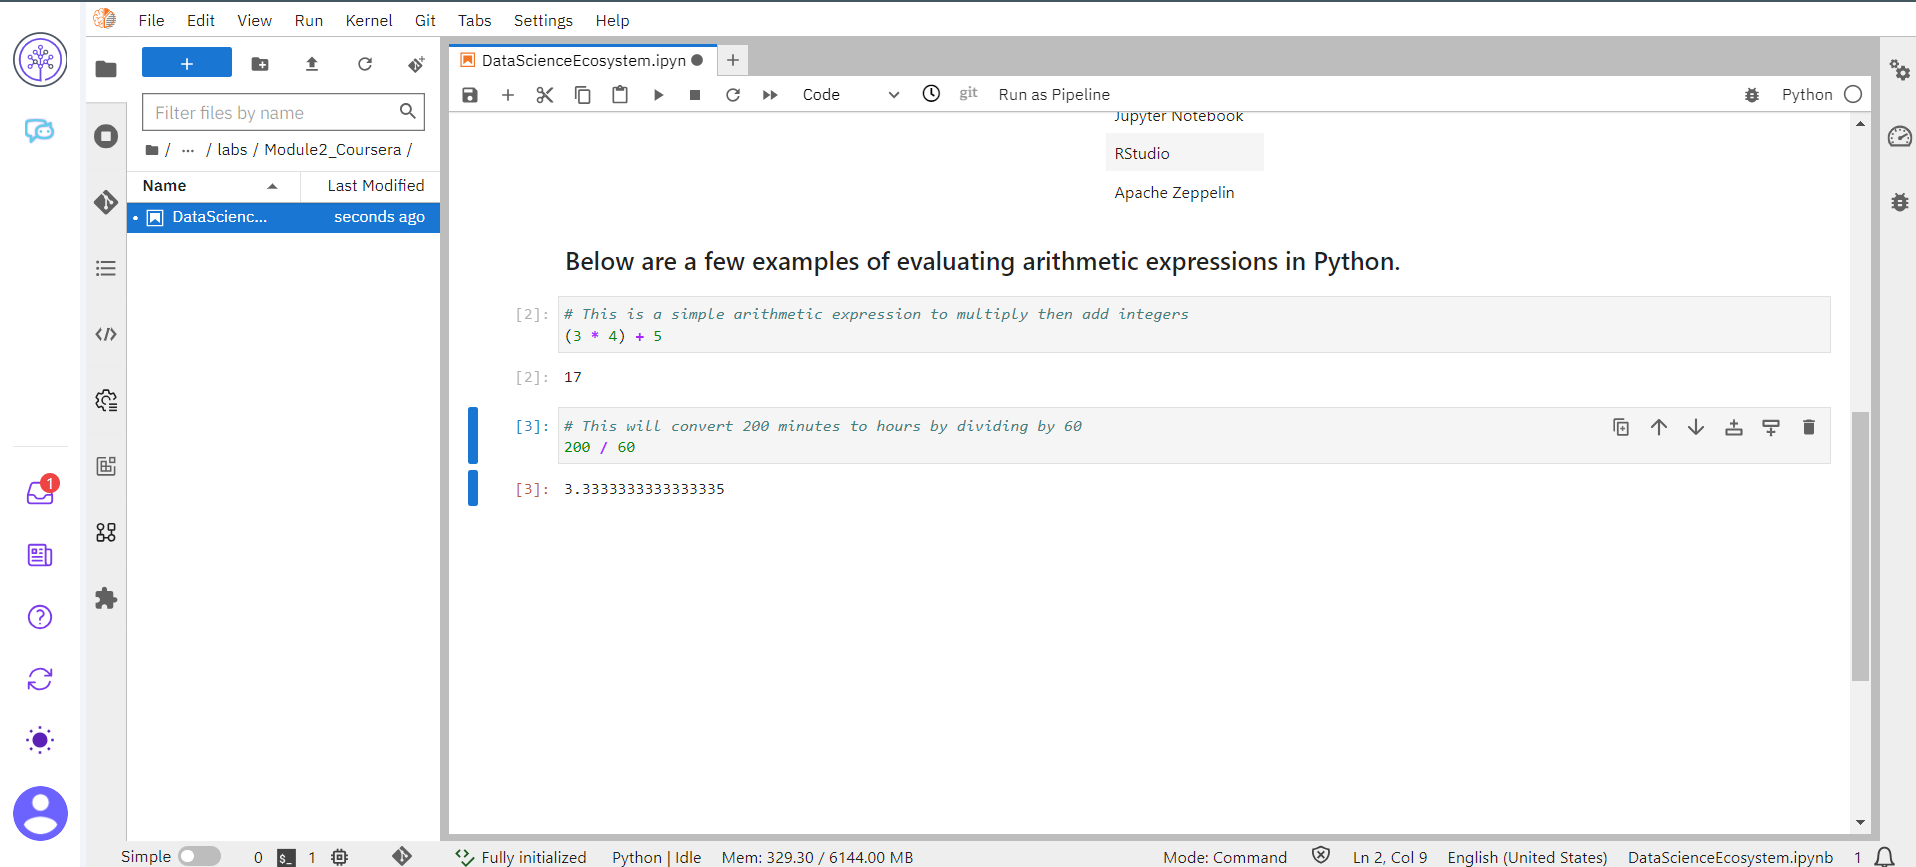 File Edit View Run Kernel Git Tabs Settings Help
+
Filter files by name
/ ... / labs / Module2_Coursera /
Name Last Modified
DataScienc... seconds ago
DataScienceEcosystem.ipyn
Code git Run as Pipeline Python
Jupyter Notebook
RStudio
Apache Zeppelin
Below are a few examples of evaluating arithmetic expressions in Python.
[2]: # This is a simple arithmetic expression to multiply then add integers
(3 * 4) + 5
[2]: 17
[3]: # This will convert 200 minutes to hours by dividing by 60
200 / 60
[3]: 3.3333333333333335
1
Simple 0 $_ 1 Fully initialized Python | Idle Mem: 329.30 / 6144.00 MB Mode: Command Ln 2, Col 9 English (United States) DataScienceEcosystem.ipynb 1